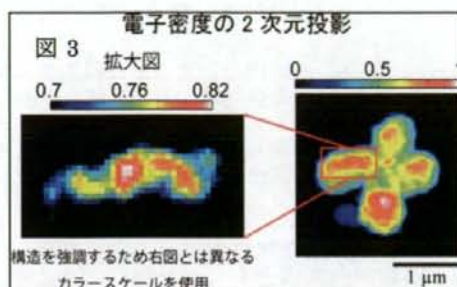 電子密度の2次元投影
図 3
拡大図
0.7 0.76 0.82
0 0.5 1
構造を強調するため右図とは異なる
カラースケールを使用
1 μm